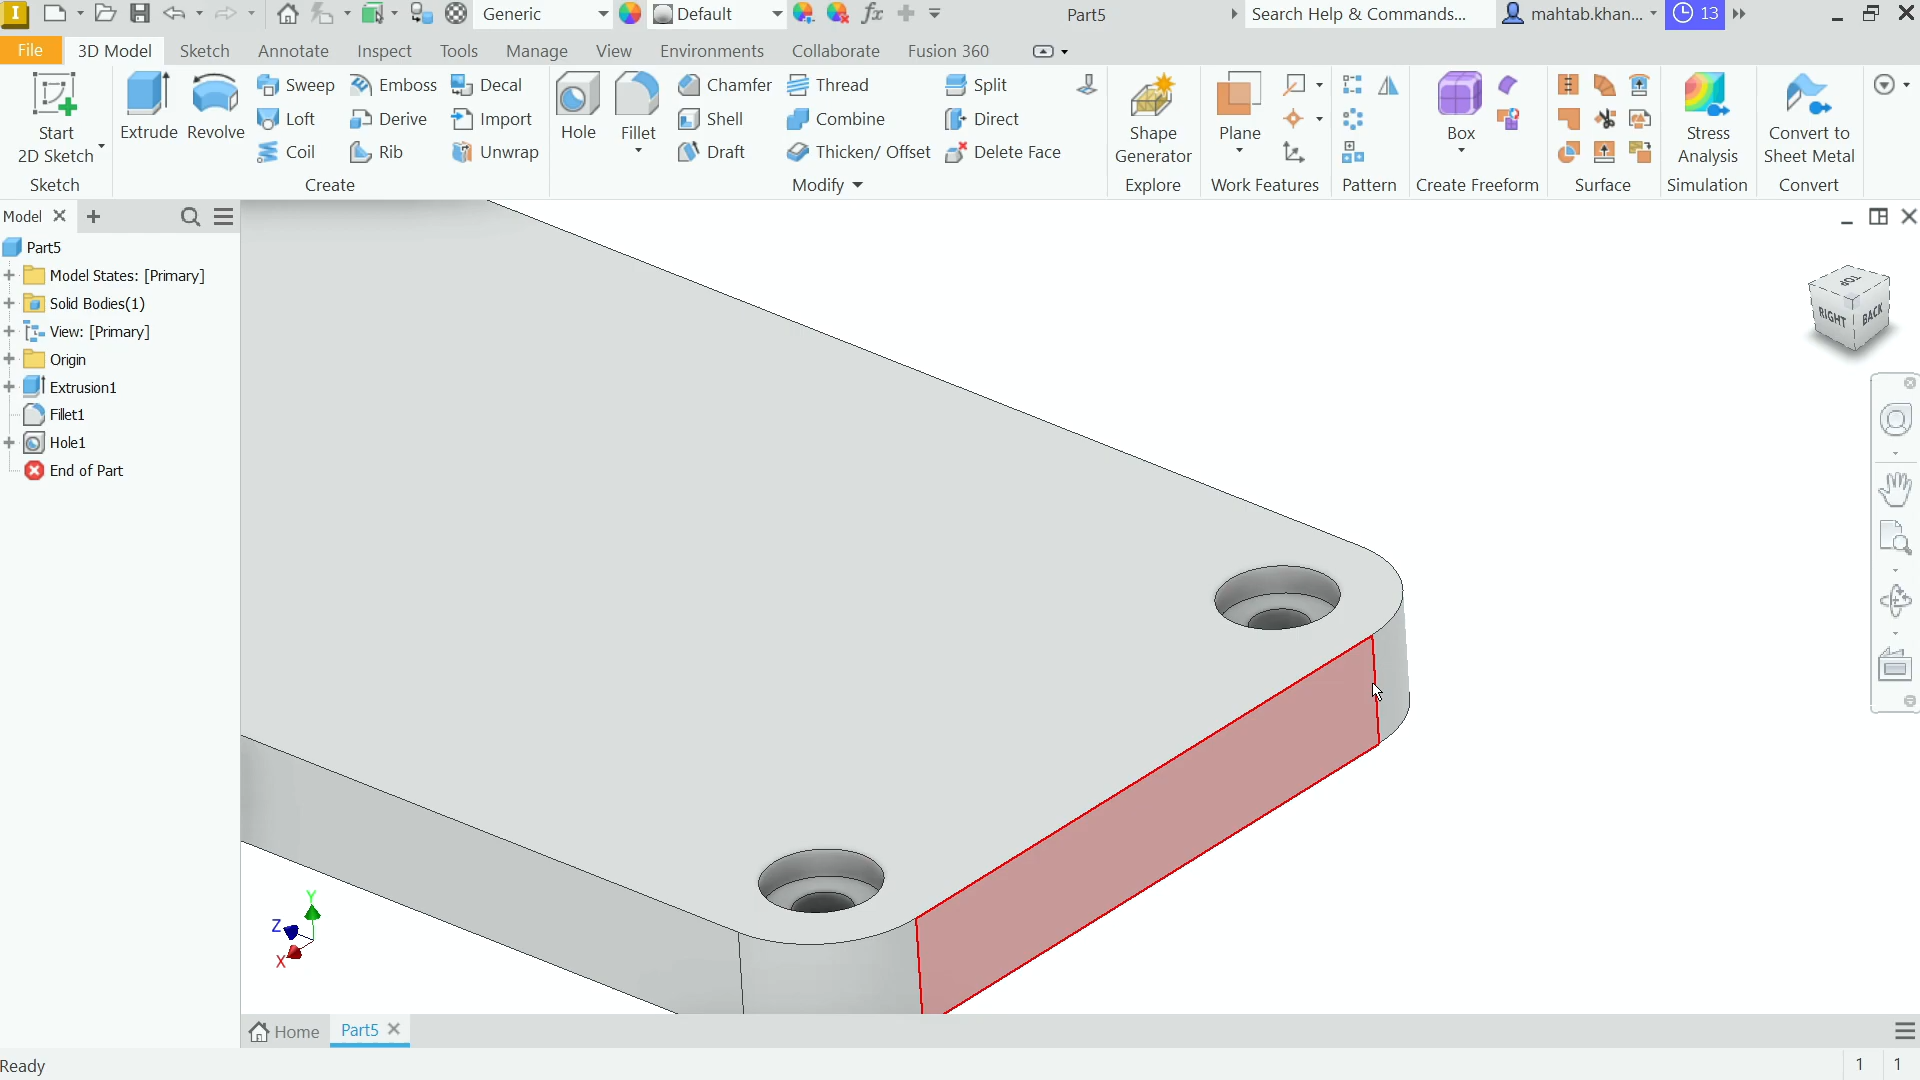 Generic
Default
fx
Part5
Search Help & Commands...
mahtab.khan...
13
File
3D Model
Sketch
Annotate
Inspect
Tools
Manage
View
Environments
Collaborate
Fusion 360
Start
2D Sketch
Sketch
Extrude
Revolve
Sweep
Emboss
Decal
Loft
Derive
Import
Coil
Rib
Unwrap
Create
Hole
Fillet
Chamfer
Thread
Split
Shell
Combine
Direct
Draft
Thicken/ Offset
Delete Face
Modify
Shape
Generator
Explore
Plane
Work Features
Pattern
Box
Create Freeform
Surface
Stress
Analysis
Simulation
Convert to
Sheet Metal
Convert
Model
Part5
Model States: [Primary]
Solid Bodies(1)
View: [Primary]
Origin
Extrusion1
Fillet1
Hole1
End of Part
TOP
RIGHT
BACK
Y
Z
X
Home
Part5
Ready
1
1